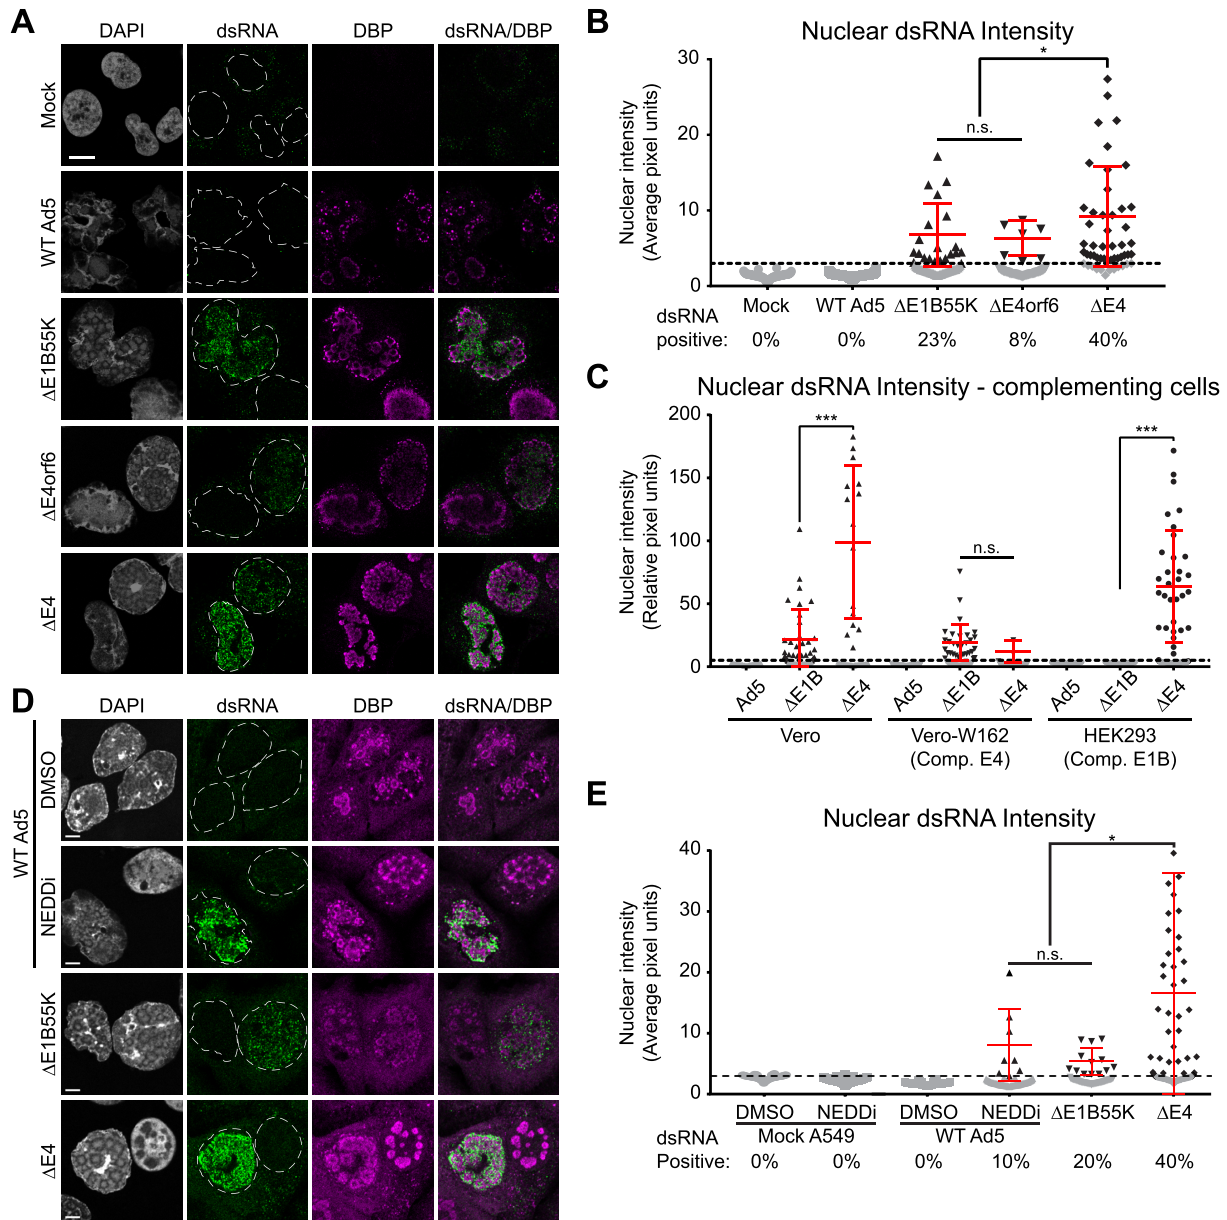 A
DAPI dsRNA DBP dsRNA/DBP
Mock
WT Ad5
ΔE1B55K
ΔE4orf6
ΔE4
B
Nuclear dsRNA Intensity
Nuclear intensity
(Average pixel units)
30
20
10
0
*
n.s.
Mock WT Ad5 ΔE1B55K ΔE4orf6 ΔE4
dsRNA
positive: 0% 0% 23% 8% 40%
C
Nuclear dsRNA Intensity - complementing cells
Nuclear intensity
(Relative pixel units)
200
150
100
50
0
***
n.s.
***
Ad5 ΔE1B ΔE4 Ad5 ΔE1B ΔE4 Ad5 ΔE1B ΔE4
Vero Vero-W162 HEK293
(Comp. E4) (Comp. E1B)
D
DAPI dsRNA DBP dsRNA/DBP
WT Ad5
DMSO
NEDDi
ΔE1B55K
ΔE4
E
Nuclear dsRNA Intensity
Nuclear intensity
(Average pixel units)
40
30
20
10
0
*
n.s.
DMSO NEDDi DMSO NEDDi ΔE1B55K ΔE4
Mock A549 WT Ad5
dsRNA
Positive: 0% 0% 0% 10% 20% 40%